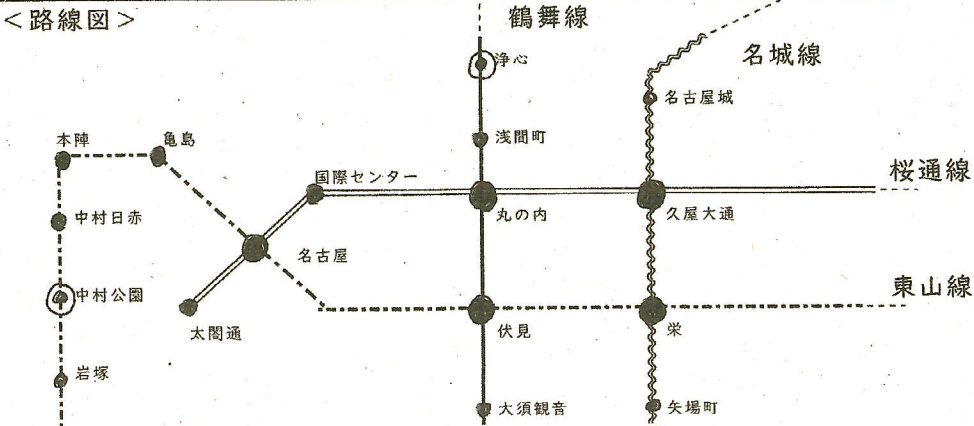 <路線図>
鶴舞線
浄心
名城線
名古屋城
浅間町
本陣
亀島
国際センター
桜通線
中村日赤
丸の内
久屋大通
名古屋
中村公園
東山線
太閤通
伏見
栄
岩塚
大須観音
矢場町